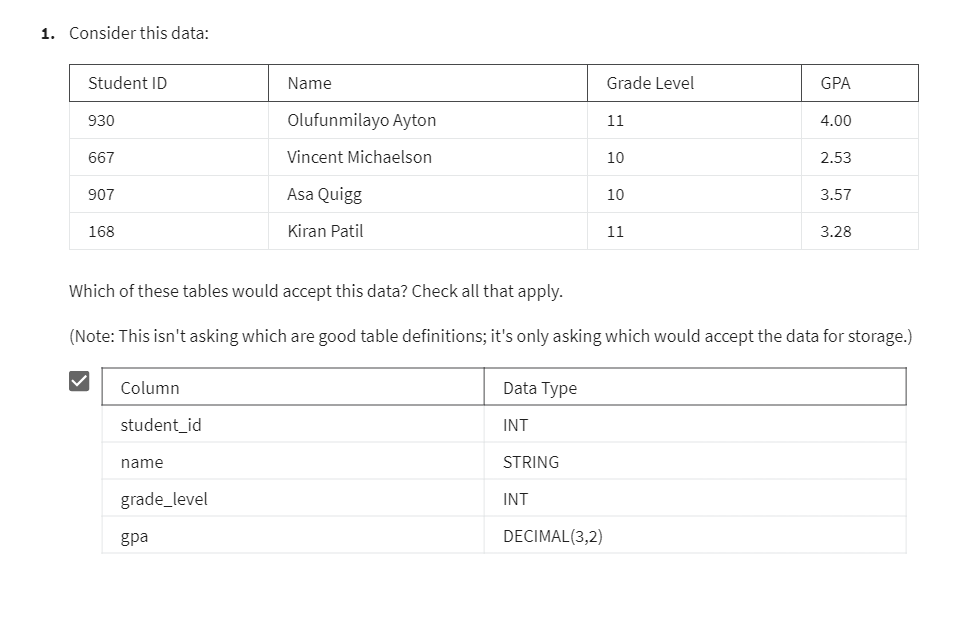 1. Consider this data:
Student ID Name Grade Level GPA
930 Olufunmilayo Ayton 11 4.00
667 Vincent Michaelson 10 2.53
907 Asa Quigg 10 3.57
168 Kiran Patil 11 3.28
Which of these tables would accept this data? Check all that apply.
(Note: This isn't asking which are good table definitions; it's only asking which would accept the data for storage.)
Column Data Type
student_id INT
name STRING
grade_level INT
gpa DECIMAL(3,2)